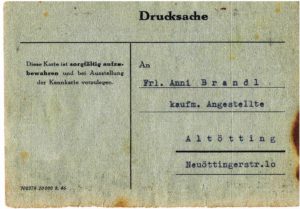 Drucksache
Diese Karte ist sorgfältig aufzu-
bewahren und bei Ausstellung
der Kennkarte vorzulegen.
An
Frl. Anni Brandl
kaufm. Angestellte
Altötting
Neuöttingerstr.10